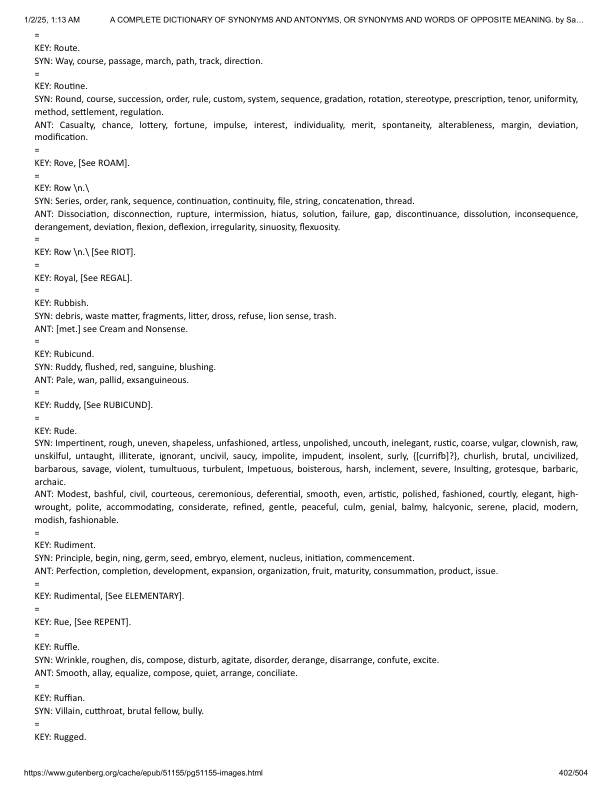 1/2/25, 1:13 AM A COMPLETE DICTIONARY OF SYNONYMS AND ANTONYMS, OR SYNONYMS AND WORDS OF OPPOSITE MEANING. by Sa…
=
KEY: Route.
SYN: Way, course, passage, march, path, track, direction.
=
KEY: Routine.
SYN: Round, course, succession, order, rule, custom, system, sequence, gradation, rotation, stereotype, prescription, tenor, uniformity,
method, settlement, regulation.
ANT: Casualty, chance, lottery, fortune, impulse, interest, individuality, merit, spontaneity, alterableness, margin, deviation,
modification.
=
KEY: Rove, [See ROAM].
=
KEY: Row \n.\
SYN: Series, order, rank, sequence, continuation, continuity, file, string, concatenation, thread.
ANT: Dissociation, disconnection, rupture, intermission, hiatus, solution, failure, gap, discontinuance, dissolution, inconsequence,
derangement, deviation, flexion, deflexion, irregularity, sinuosity, flexuosity.
=
KEY: Row \n.\ [See RIOT].
=
KEY: Royal, [See REGAL].
=
KEY: Rubbish.
SYN: debris, waste matter, fragments, litter, dross, refuse, lion sense, trash.
ANT: [met.] see Cream and Nonsense.
=
KEY: Rubicund.
SYN: Ruddy, flushed, red, sanguine, blushing.
ANT: Pale, wan, pallid, exsanguineous.
=
KEY: Ruddy, [See RUBICUND].
=
KEY: Rude.
SYN: Impertinent, rough, uneven, shapeless, unfashioned, artless, unpolished, uncouth, inelegant, rustic, coarse, vulgar, clownish, raw,
unskilful, untaught, illiterate, ignorant, uncivil, saucy, impolite, impudent, insolent, surly, {[currifb]?}, churlish, brutal, uncivilized,
barbarous, savage, violent, tumultuous, turbulent, Impetuous, boisterous, harsh, inclement, severe, Insulting, grotesque, barbaric,
archaic.
ANT: Modest, bashful, civil, courteous, ceremonious, deferential, smooth, even, artistic, polished, fashioned, courtly, elegant, high-
wrought, polite, accommodating, considerate, refined, gentle, peaceful, culm, genial, balmy, halcyonic, serene, placid, modern,
modish, fashionable.
=
KEY: Rudiment.
SYN: Principle, begin, ning, germ, seed, embryo, element, nucleus, initiation, commencement.
ANT: Perfection, completion, development, expansion, organization, fruit, maturity, consummation, product, issue.
=
KEY: Rudimental, [See ELEMENTARY].
=
KEY: Rue, [See REPENT].
=
KEY: Ruffle.
SYN: Wrinkle, roughen, dis, compose, disturb, agitate, disorder, derange, disarrange, confute, excite.
ANT: Smooth, allay, equalize, compose, quiet, arrange, conciliate.
=
KEY: Ruffian.
SYN: Villain, cutthroat, brutal fellow, bully.
=
KEY: Rugged.
https://www.gutenberg.org/cache/epub/51155/pg51155-images.html 402/504